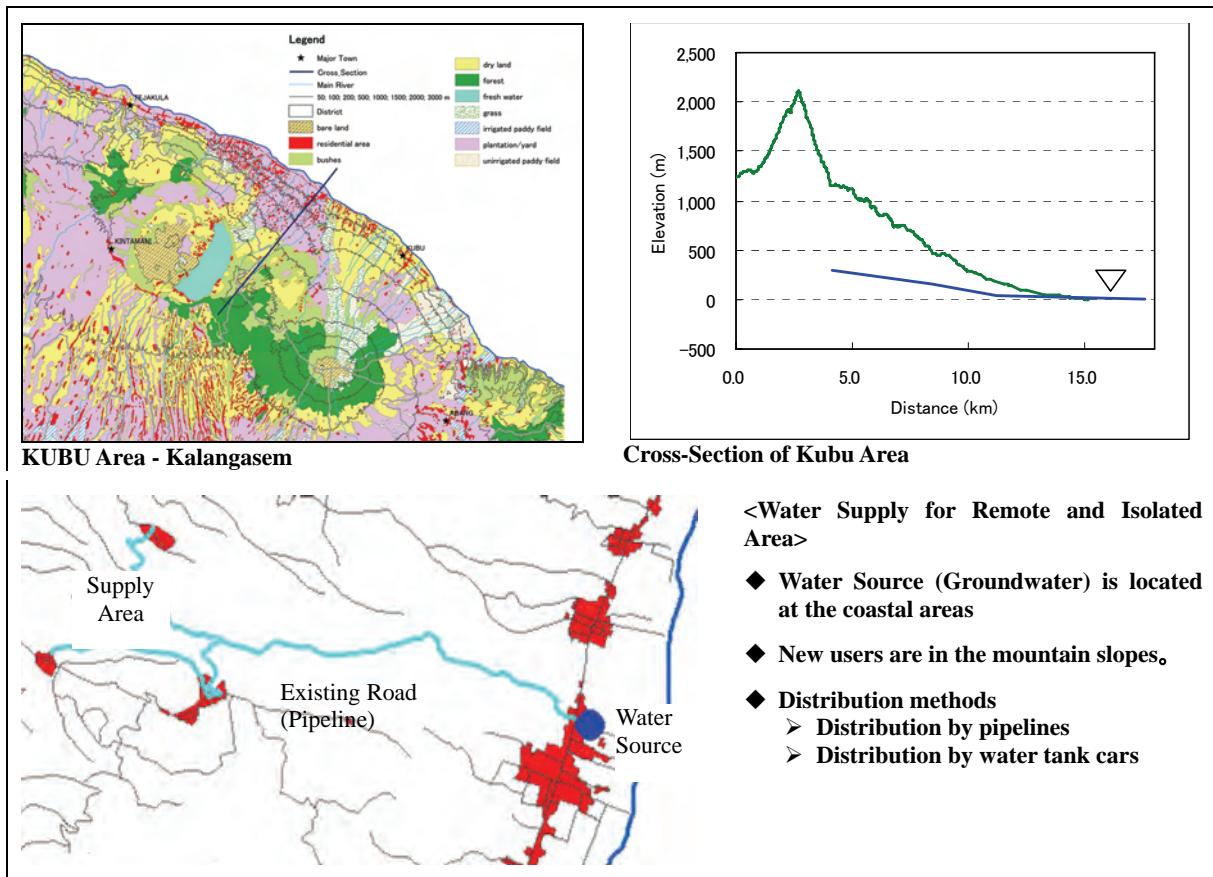 Legend
★ Major Town
Cross_Section
Main River
50; 100; 200; 500; 1000; 1500; 2000; 3000 m
District
bare land
residential area
bushes
dry land
forest
fresh water
grass
irrigated paddy field
plantation/yard
unirrigated paddy field
TEJAKULA
KINTAMANI
KUBU
ABANG
KUBU Area - Kalangasem
2,500
2,000
1,500
1,000
500
0
−500
Elevation (m)
0.0 5.0 10.0 15.0
Distance (km)
Cross-Section of Kubu Area
Supply
Area
Existing Road
(Pipeline)
Water
Source
<Water Supply for Remote and Isolated
Area>
◆ Water Source (Groundwater) is located
at the coastal areas
◆ New users are in the mountain slopes。
◆ Distribution methods
➢ Distribution by pipelines
➢ Distribution by water tank cars